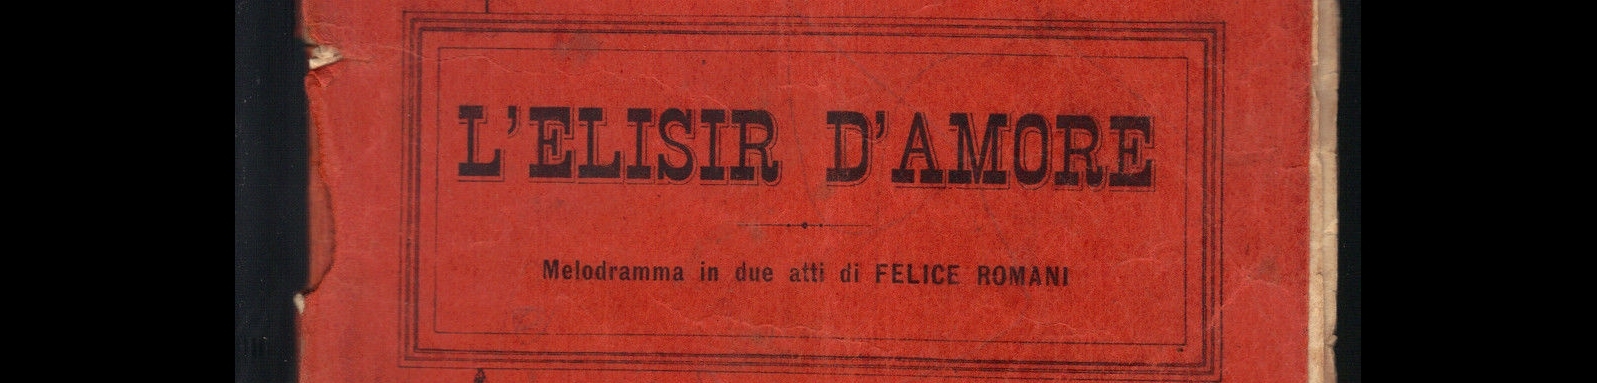 L'ELISIR D'AMORE
Melodramma in due atti di FELICE ROMANI